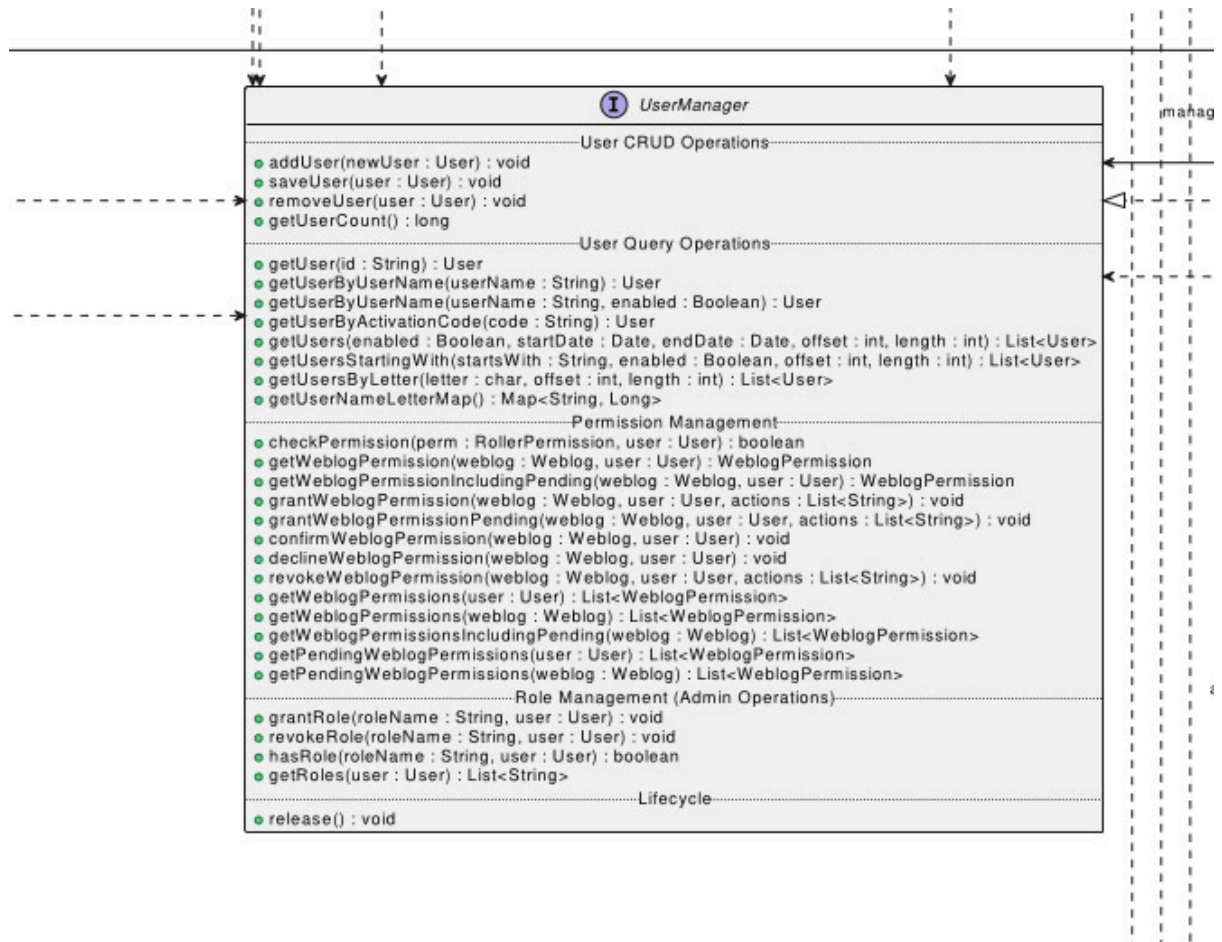 I UserManager
manag
User CRUD Operations
addUser(newUser : User) : void
saveUser(user : User) : void
removeUser(user : User) : void
getUserCount() : long
User Query Operations
getUser(id : String) : User
getUserByUserName(userName : String) : User
getUserByUserName(userName : String, enabled : Boolean) : User
getUserByActivationCode(code : String) : User
getUsers(enabled : Boolean, startDate : Date, endDate : Date, offset : int, length : int) : List<User>
getUsersStartingWith(startsWith : String, enabled : Boolean, offset : int, length : int) : List<User>
getUsersByLetter(letter : char, offset : int, length : int) : List<User>
getUserNameLetterMap() : Map<String, Long>
Permission Management
checkPermission(perm : RollerPermission, user : User) : boolean
getWeblogPermission(weblog : Weblog, user : User) : WeblogPermission
getWeblogPermissionIncludingPending(weblog : Weblog, user : User) : WeblogPermission
grantWeblogPermission(weblog : Weblog, user : User, actions : List<String>) : void
grantWeblogPermissionPending(weblog : Weblog, user : User, actions : List<String>) : void
confirmWeblogPermission(weblog : Weblog, user : User) : void
declineWeblogPermission(weblog : Weblog, user : User) : void
revokeWeblogPermission(weblog : Weblog, user : User, actions : List<String>) : void
getWeblogPermissions(user : User) : List<WeblogPermission>
getWeblogPermissions(weblog : Weblog) : List<WeblogPermission>
getWeblogPermissionsIncludingPending(weblog : Weblog) : List<WeblogPermission>
getPendingWeblogPermissions(user : User) : List<WeblogPermission>
getPendingWeblogPermissions(weblog : Weblog) : List<WeblogPermission>
Role Management (Admin Operations)
grantRole(roleName : String, user : User) : void
revokeRole(roleName : String, user : User) : void
hasRole(roleName : String, user : User) : boolean
getRoles(user : User) : List<String>
Lifecycle
release() : void